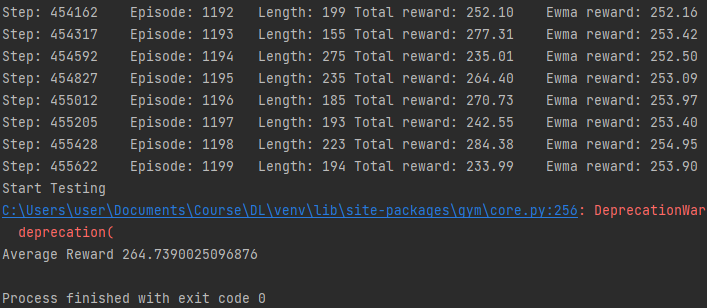 Step: 454162 Episode: 1192 Length: 199 Total reward: 252.10 Ewma reward: 252.16
Step: 454317 Episode: 1193 Length: 155 Total reward: 277.31 Ewma reward: 253.42
Step: 454592 Episode: 1194 Length: 275 Total reward: 235.01 Ewma reward: 252.50
Step: 454827 Episode: 1195 Length: 235 Total reward: 264.40 Ewma reward: 253.09
Step: 455012 Episode: 1196 Length: 185 Total reward: 270.73 Ewma reward: 253.97
Step: 455205 Episode: 1197 Length: 193 Total reward: 242.55 Ewma reward: 253.40
Step: 455428 Episode: 1198 Length: 223 Total reward: 284.38 Ewma reward: 254.95
Step: 455622 Episode: 1199 Length: 194 Total reward: 233.99 Ewma reward: 253.90
Start Testing
C:\Users\user\Documents\Course\DL\venv\lib\site-packages\gym\core.py:256: DeprecationWar
deprecation(
Average Reward 264.7390025096876
Process finished with exit code 0